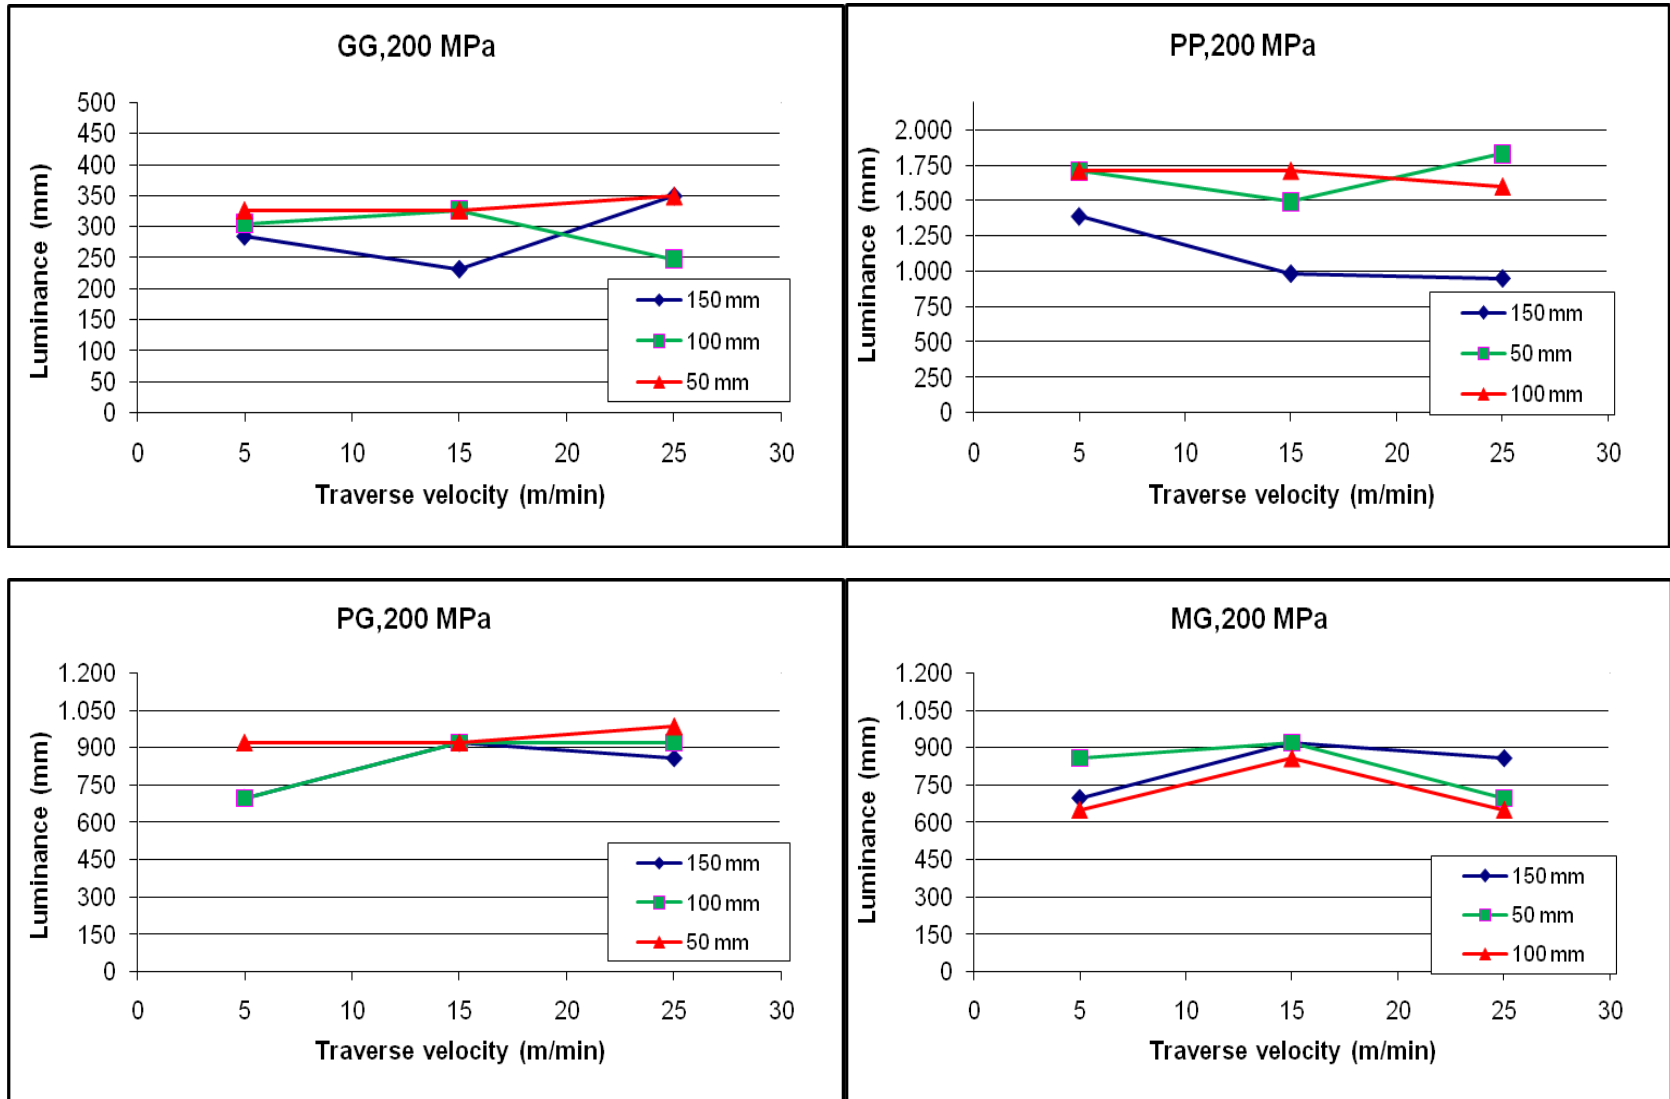 GG,200 MPa
500
450
400
350
300
250
200
150
100
50
0
0 5 10 15 20 25 30
Luminance (mm)
Traverse velocity (m/min)
150 mm
100 mm
50 mm
PP,200 MPa
2.000
1.750
1.500
1.250
1.000
750
500
250
0
0 5 10 15 20 25 30
Luminance (mm)
Traverse velocity (m/min)
150 mm
50 mm
100 mm
PG,200 MPa
1.200
1.050
900
750
600
450
300
150
0
0 5 10 15 20 25 30
Luminance (mm)
Traverse velocity (m/min)
150 mm
100 mm
50 mm
MG,200 MPa
1.200
1.050
900
750
600
450
300
150
0
0 5 10 15 20 25 30
Luminance (mm)
Traverse velocity (m/min)
150 mm
50 mm
100 mm